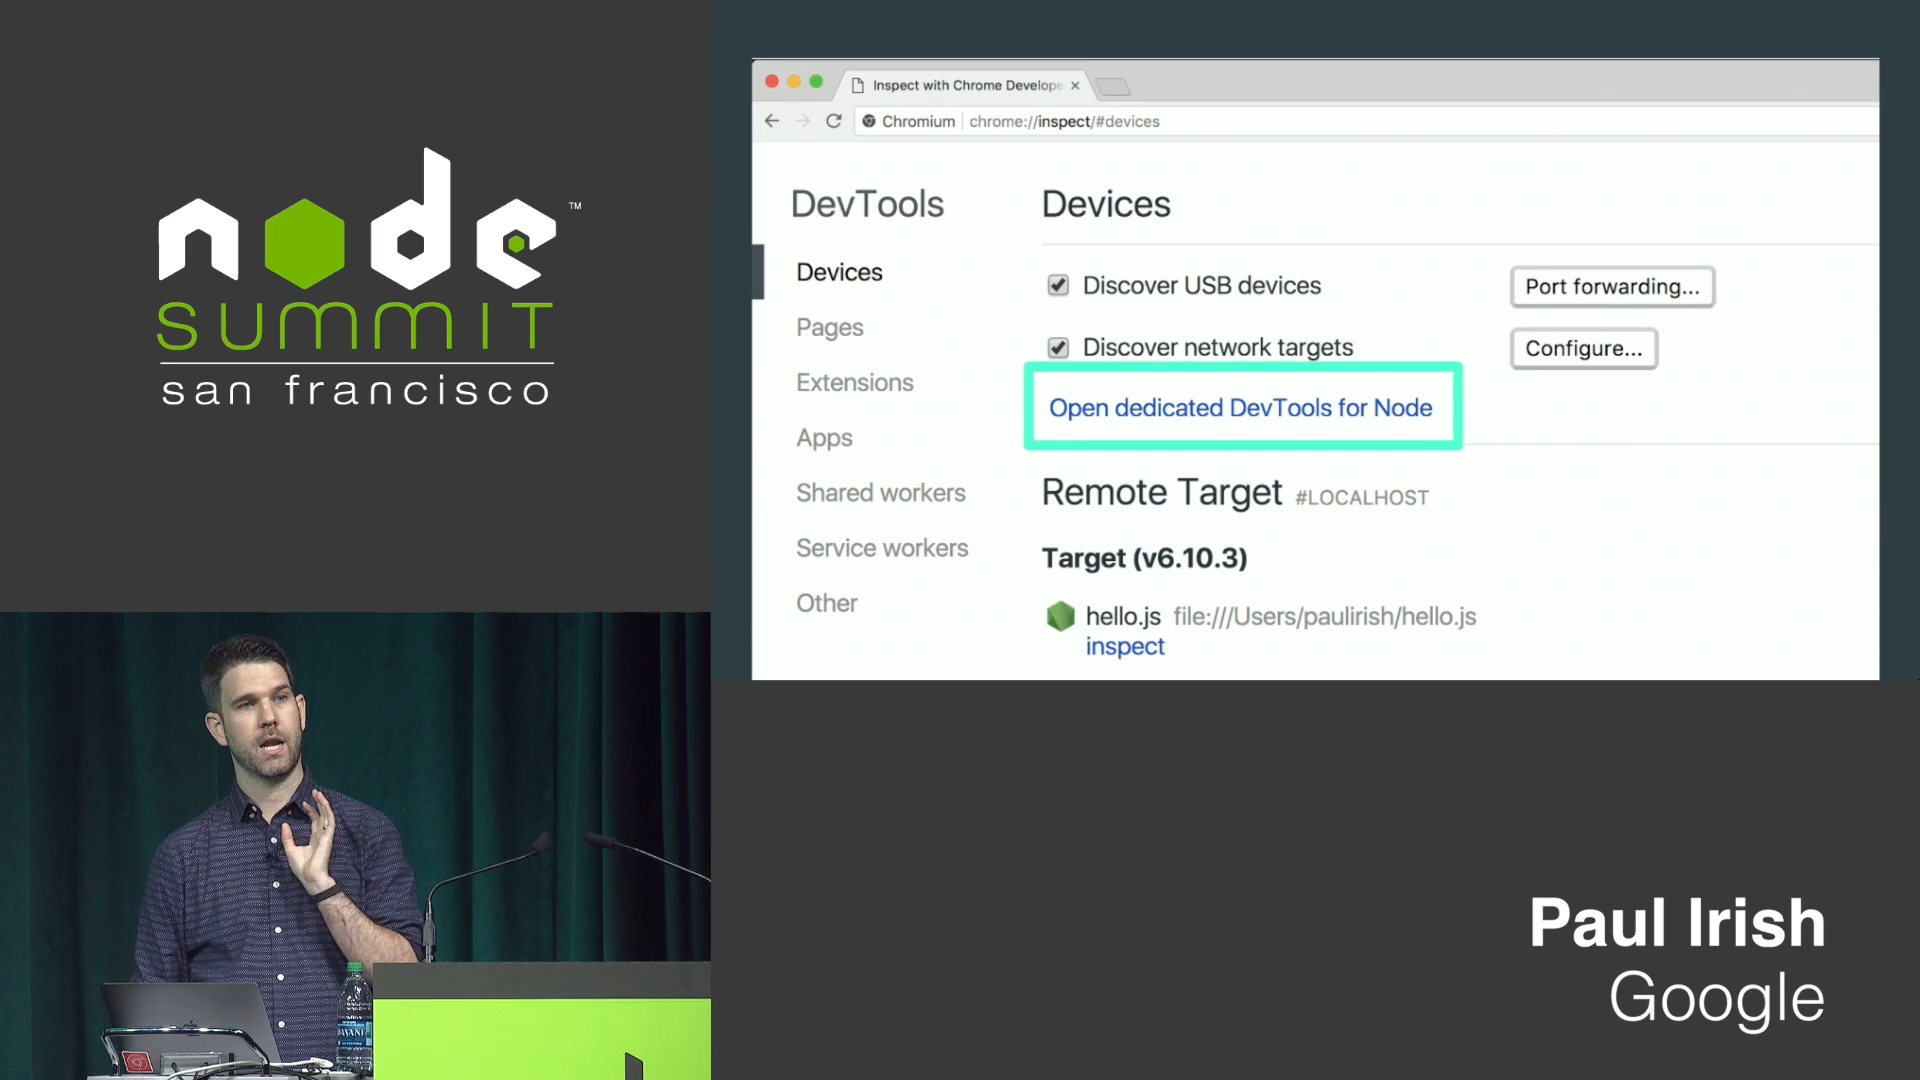 node™
SUMMIT
san francisco
Inspect with Chrome Develope
Chromium chrome://inspect/#devices
DevTools
Devices
Pages
Extensions
Apps
Shared workers
Service workers
Other
Devices
Discover USB devices
Port forwarding...
Discover network targets
Configure...
Open dedicated DevTools for Node
Remote Target #LOCALHOST
Target (v6.10.3)
hello.js file:///Users/paulirish/hello.js
inspect
Paul Irish
Google